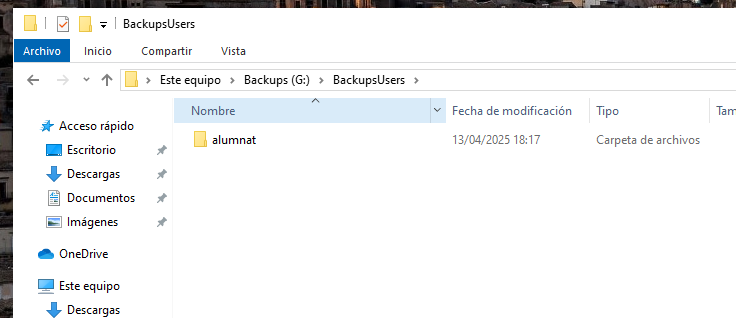 BackupsUsers
Archivo Inicio Compartir Vista
Este equipo Backups (G:) BackupsUsers
Nombre Fecha de modificación Tipo Tam
Acceso rápido
alumnat 13/04/2025 18:17 Carpeta de archivos
Escritorio
Descargas
Documentos
Imágenes
OneDrive
Este equipo
Descargas